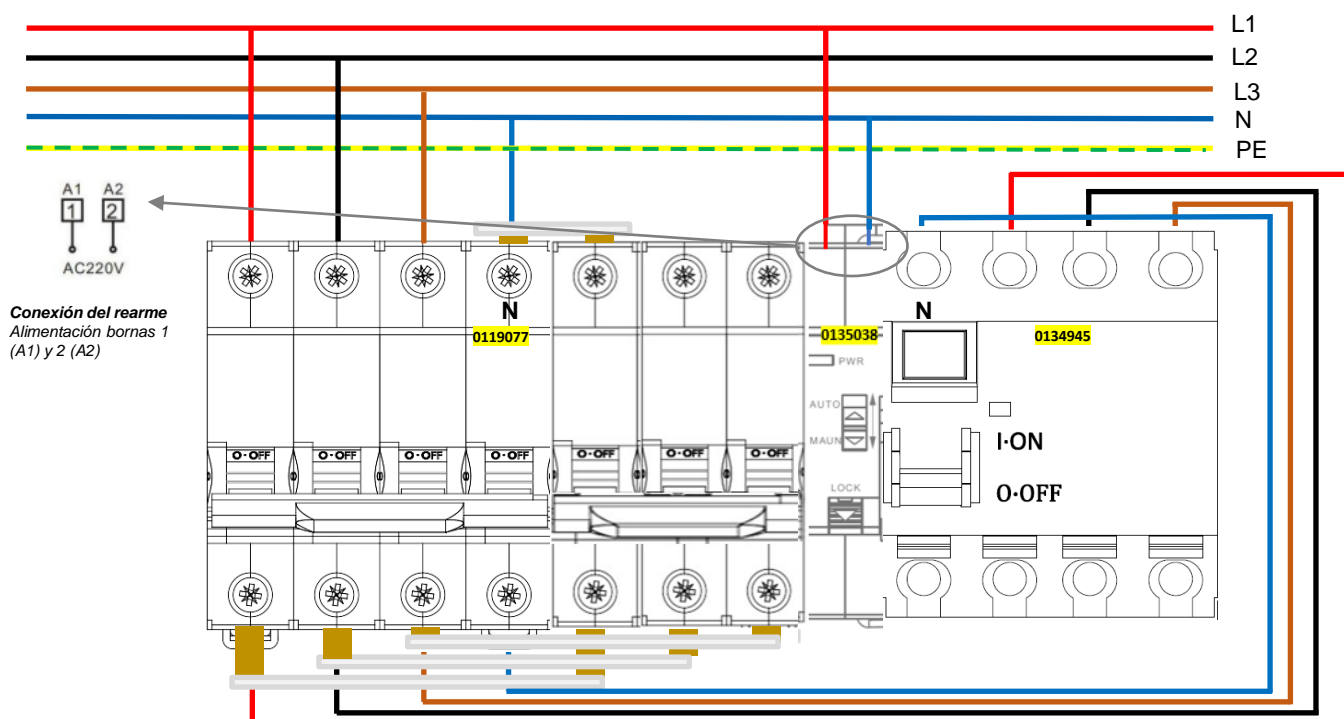 L1
L2
L3
N
PE
A1 A2
1 2
AC220V
Conexión del rearme
Alimentación bornas 1
(A1) y 2 (A2)
N
0119077
0135038
N
0134945
PWR
AUTO
MAUN
LOCK
I·ON
O·OFF
O·OFF O·OFF O·OFF O·OFF O·OFF O·OFF O·OFF